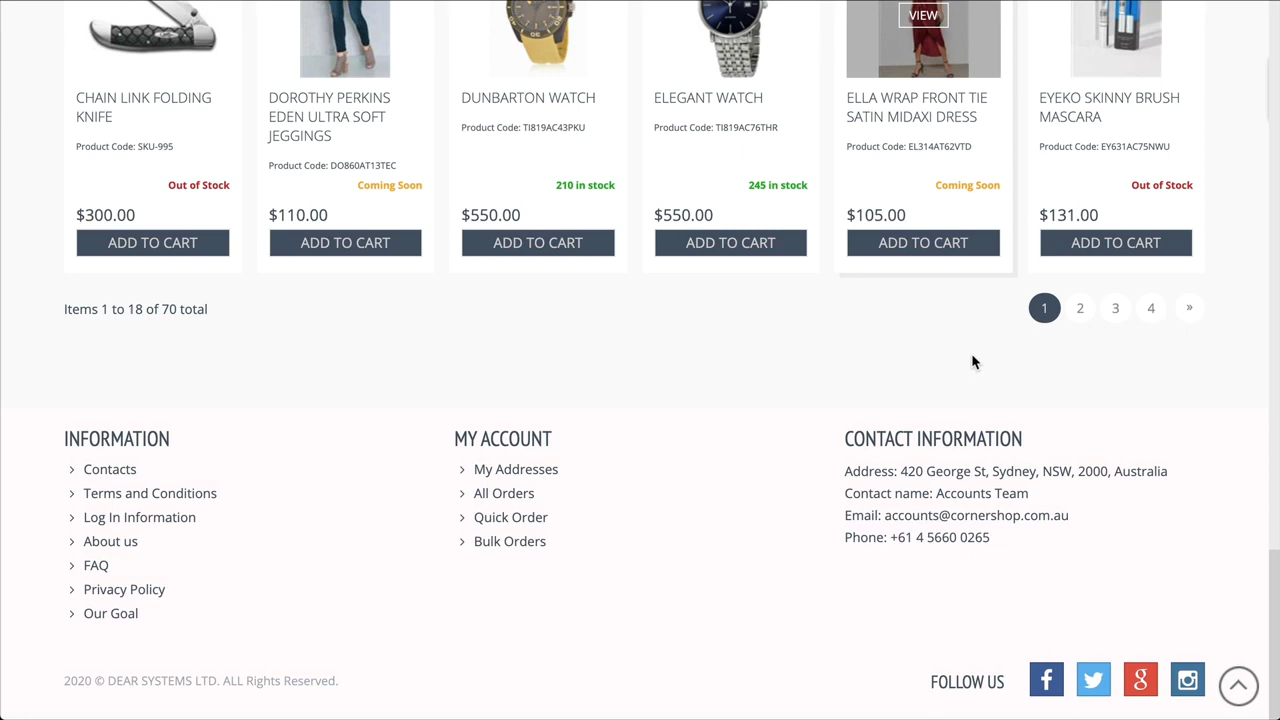 VIEW
CHAIN LINK FOLDING
KNIFE
Product Code: SKU-995
Out of Stock
$300.00
ADD TO CART
DOROTHY PERKINS
EDEN ULTRA SOFT
JEGGINGS
Product Code: DO860AT13TEC
Coming Soon
$110.00
ADD TO CART
DUNBARTON WATCH
Product Code: TI819AC43PKU
210 in stock
$550.00
ADD TO CART
ELEGANT WATCH
Product Code: TI819AC76THR
245 in stock
$550.00
ADD TO CART
ELLA WRAP FRONT TIE
SATIN MIDAXI DRESS
Product Code: EL314AT62VTD
Coming Soon
$105.00
ADD TO CART
EYEKO SKINNY BRUSH
MASCARA
Product Code: EY631AC75NWU
Out of Stock
$131.00
ADD TO CART
Items 1 to 18 of 70 total
1 2 3 4 »
INFORMATION
Contacts
Terms and Conditions
Log In Information
About us
FAQ
Privacy Policy
Our Goal
MY ACCOUNT
My Addresses
All Orders
Quick Order
Bulk Orders
CONTACT INFORMATION
Address: 420 George St, Sydney, NSW, 2000, Australia
Contact name: Accounts Team
Email: accounts@cornershop.com.au
Phone: +61 4 5660 0265
2020 © DEAR SYSTEMS LTD. ALL Rights Reserved.
FOLLOW US